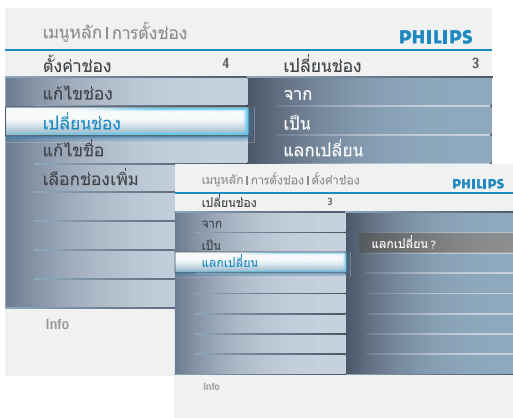 เมนูหลัก | การตั้งช่อง PHILIPS
ตั้งค่าช่อง 4 เปลี่ยนช่อง 3
แก้ไขช่อง จาก
เปลี่ยนช่อง เป็น
แก้ไขชื่อ แลกเปลี่ยน
เลือกช่องเพิ่ม
Info
เมนูหลัก | การตั้งช่อง | ตั้งค่าช่อง PHILIPS
เปลี่ยนช่อง 3
จาก
เป็น แลกเปลี่ยน ?
แลกเปลี่ยน
Info